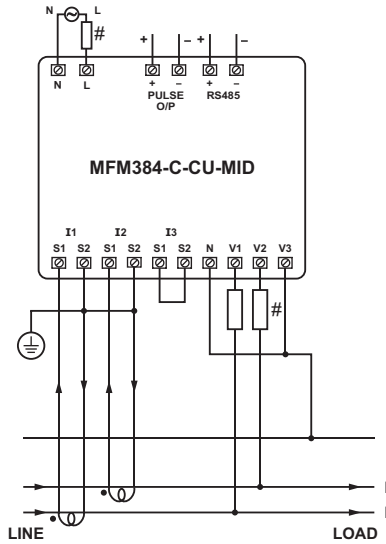 N L
#
+ – + –
N L + – + –
PULSE O/P RS485
MFM384-C-CU-MID
I1 I2 I3
S1 S2 S1 S2 S1 S2 N V1 V2 V3
#
LINE LOAD